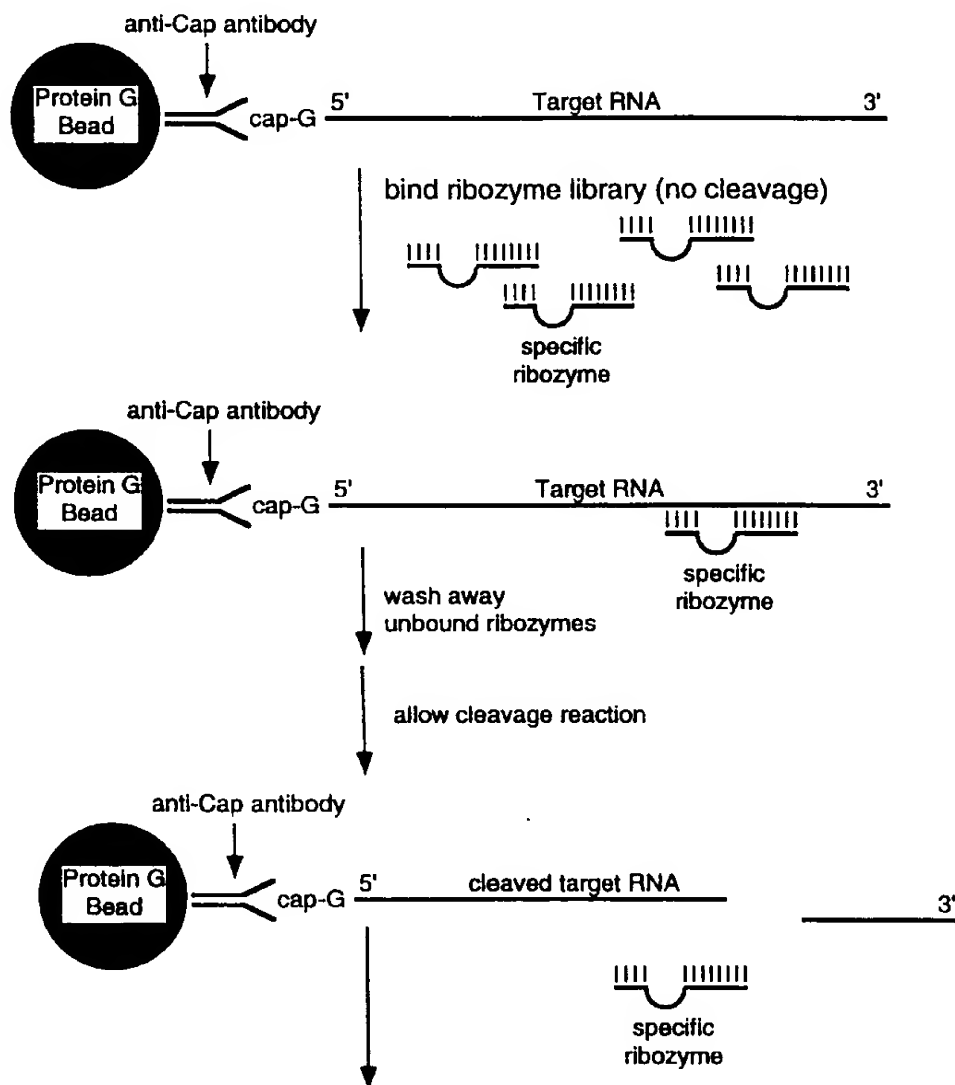 anti-Cap antibody
Protein G
Bead
cap-G
5'
Target RNA
3'
bind ribozyme library (no cleavage)
specific
ribozyme
anti-Cap antibody
Protein G
Bead
cap-G
5'
Target RNA
3'
specific
ribozyme
wash away
unbound ribozymes
allow cleavage reaction
anti-Cap antibody
Protein G
Bead
cap-G
5'
cleaved target RNA
3'
specific
ribozyme